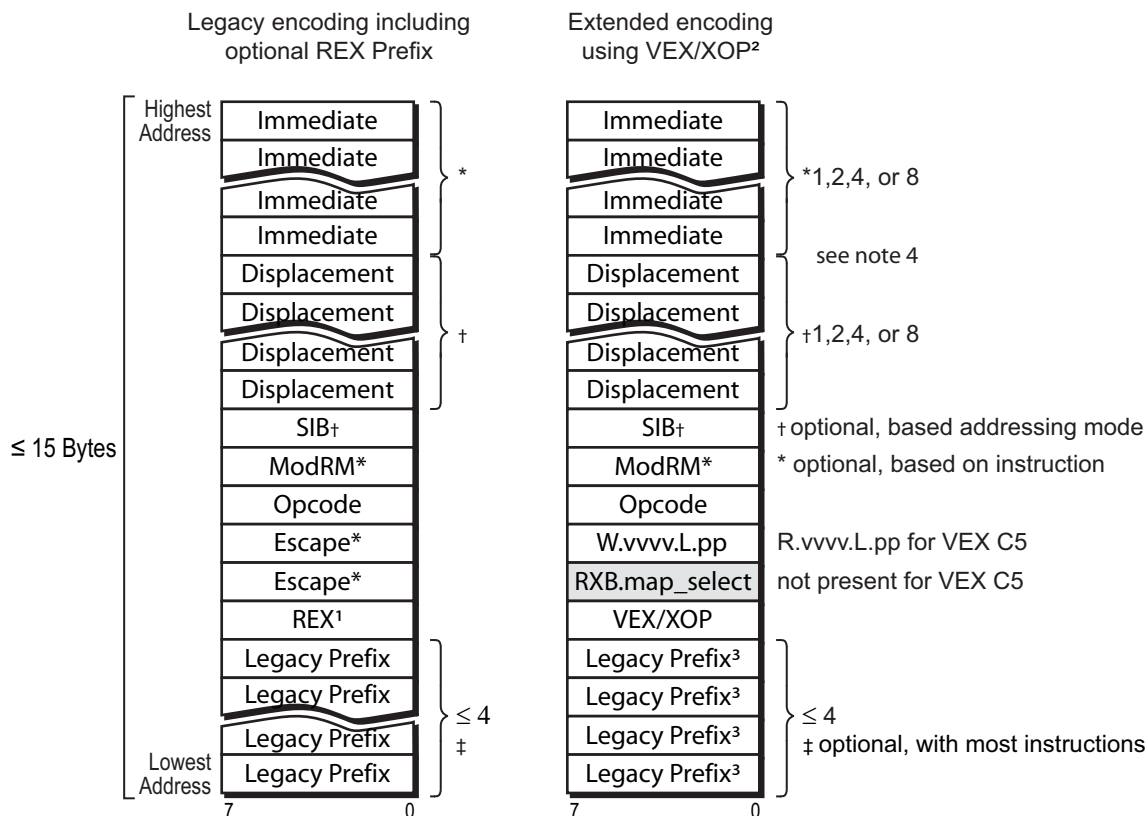 Legacy encoding including
optional REX Prefix
Extended encoding
using VEX/XOP²
≤ 15 Bytes
Highest
Address
Immediate
Immediate
Immediate
Immediate
*
Displacement
Displacement
Displacement
Displacement
†
SIB†
ModRM*
Opcode
Escape*
Escape*
REX¹
Legacy Prefix
Legacy Prefix
Legacy Prefix
Legacy Prefix
≤ 4
‡
Lowest
Address
7 0
Immediate
Immediate
Immediate
Immediate
*1,2,4, or 8
see note 4
Displacement
Displacement
Displacement
Displacement
†1,2,4, or 8
SIB†
† optional, based addressing mode
ModRM*
* optional, based on instruction
Opcode
W.vvvv.L.pp
R.vvvv.L.pp for VEX C5
RXB.map_select
not present for VEX C5
VEX/XOP
Legacy Prefix³
Legacy Prefix³
Legacy Prefix³
Legacy Prefix³
≤ 4
‡ optional, with most instructions
7 0